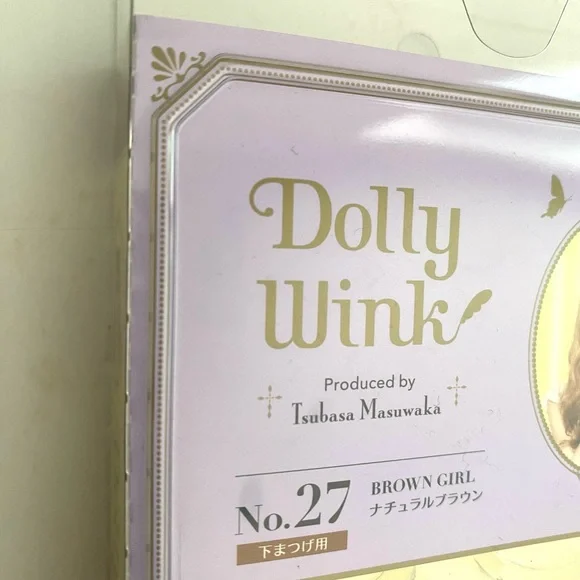 Dolly
Wink
Produced by
Tsubasa Masuwaka
No.27
BROWN GIRL
ナチュラルブラウン
下まつげ用